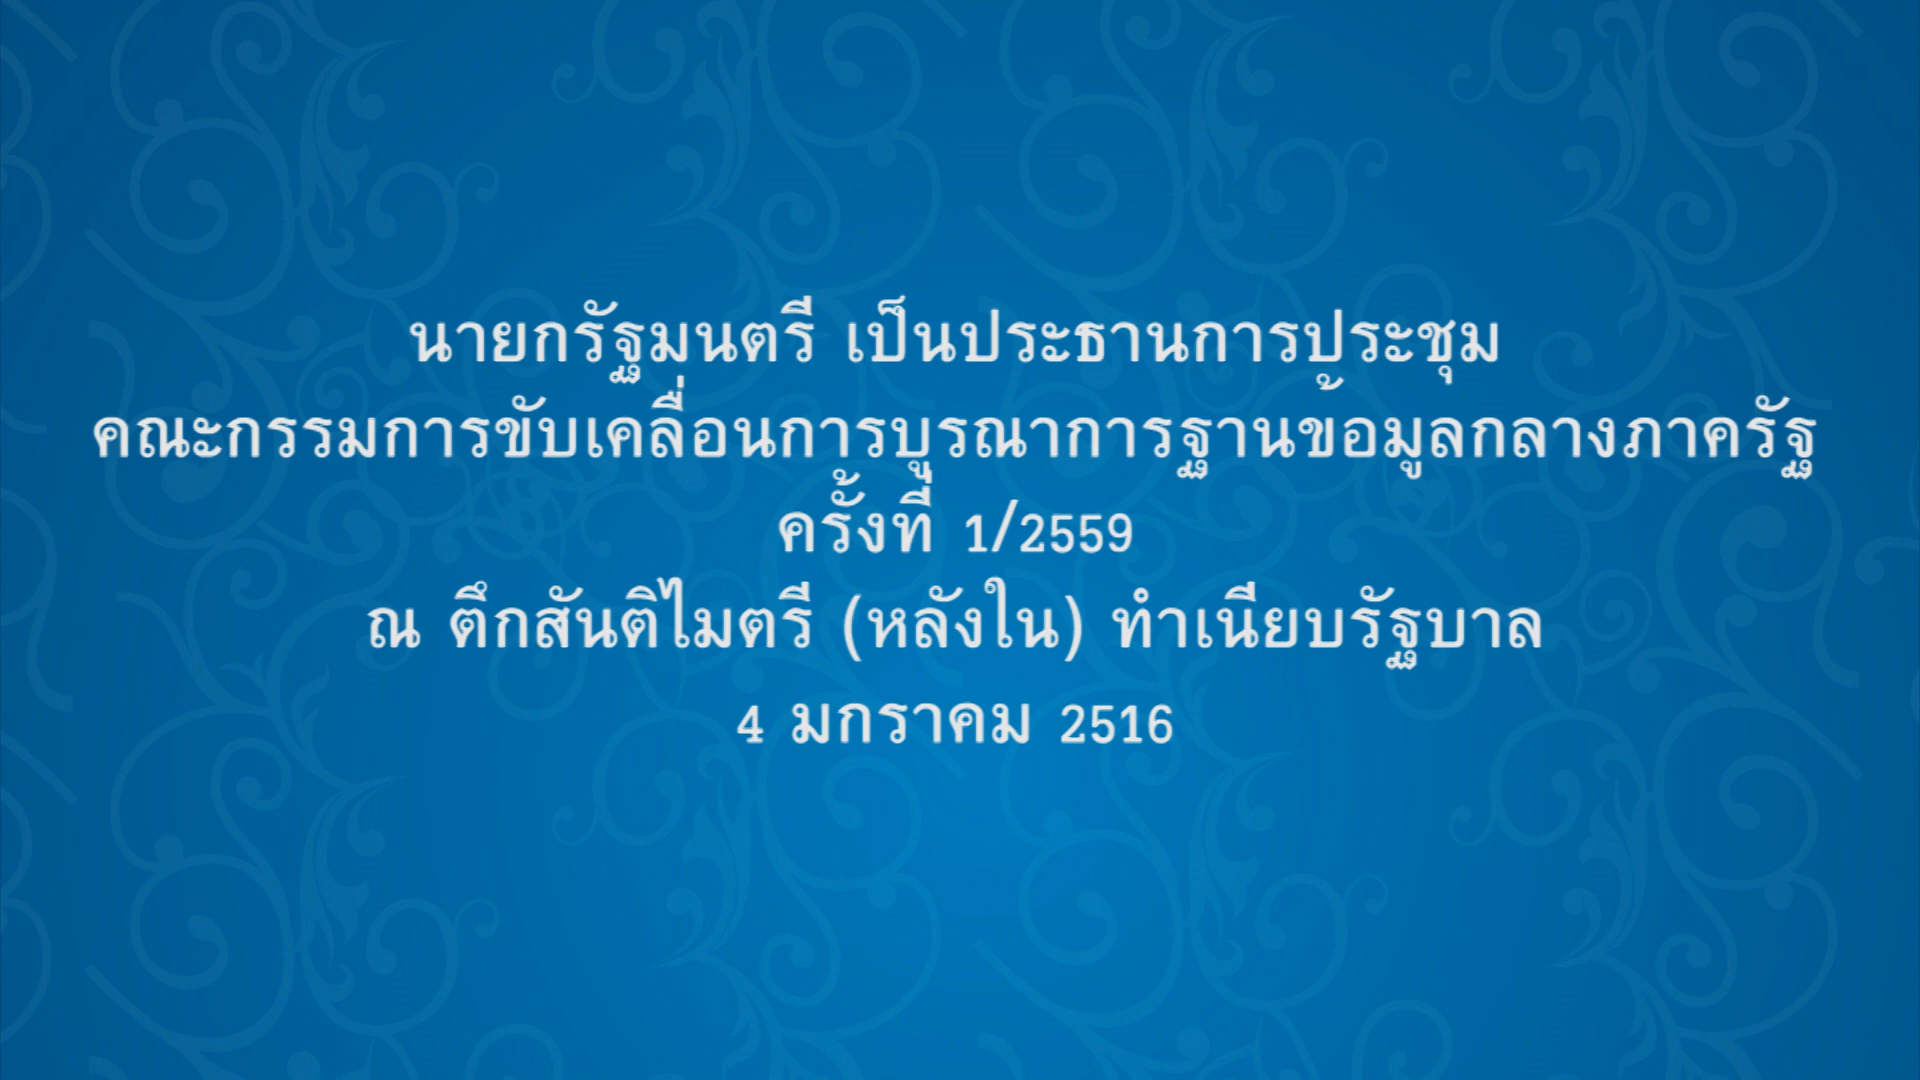 นายกรัฐมนตรี เป็นประธานการประชุม
คณะกรรมการขับเคลื่อนการบูรณาการฐานข้อมูลกลางภาครัฐ
ครั้งที่ 1/2559
ณ ตึกสันติไมตรี (หลังใน) ทำเนียบรัฐบาล
4 มกราคม 2516